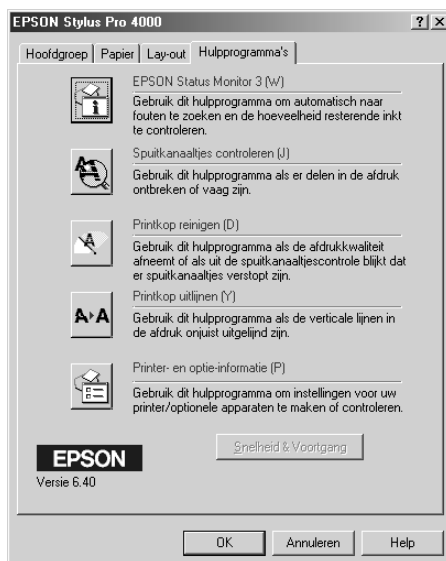 EPSON Stylus Pro 4000
Hoofdgroep Papier Lay-out Hulpprogramma's
EPSON Status Monitor 3 (W)
Gebruik dit hulpprogramma om automatisch naar
fouten te zoeken en de hoeveelheid resterende inkt
te controleren.
Spuitkanaaltjes controleren (J)
Gebruik dit hulpprogramma als er delen in de afdruk
ontbreken of vaag zijn.
Printkop reinigen (D)
Gebruik dit hulpprogramma als de afdrukkwaliteit
afneemt of als uit de spuitkanaaltjescontrole blijkt dat
er spuitkanaaltjes verstopt zijn.
Printkop uitlijnen (Y)
Gebruik dit hulpprogramma als de verticale lijnen in
de afdruk onjuist uitgelijnd zijn.
Printer- en optie-informatie (P)
Gebruik dit hulpprogramma om instellingen voor uw
printer/optionele apparaten te maken of controleren.
EPSON
Versie 6.40
Snelheid & Voortgang
OK Annuleren Help